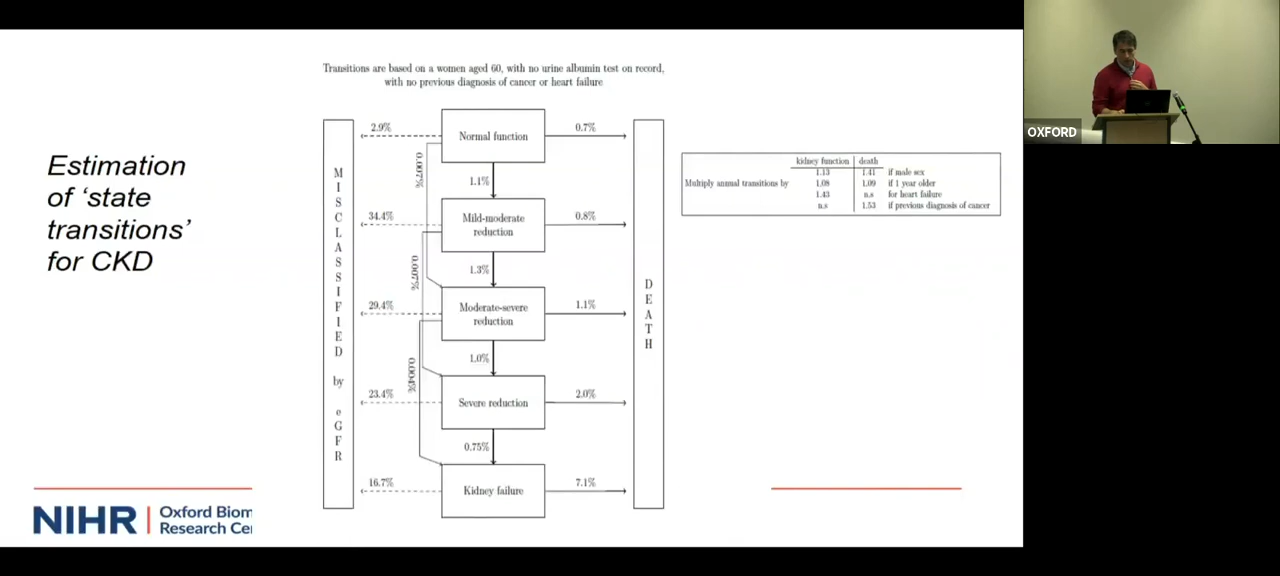 Transitions are based on a women aged 60, with no urine albumin test on record,
with no previous diagnosis of cancer or heart failure
Estimation
of ‘state
transitions’
for CKD
MISCLASSIFIED by eGFR
2.9%
Normal function
0.7%
0.007%
1.1%
34.4%
Mild-moderate
reduction
0.8%
0.007%
1.3%
29.4%
Moderate-severe
reduction
1.1%
1.0%
23.4%
Severe reduction
2.0%
0.75%
16.7%
Kidney failure
7.1%
DEATH
kidney function death
Multiply annual transitions by
1.13 1.41 if male sex
1.08 1.09 if 1 year older
1.43 n.s for heart failure
n.s 1.53 if previous diagnosis of cancer
NIHR
Oxford Biom
Research Ce
OXFORD